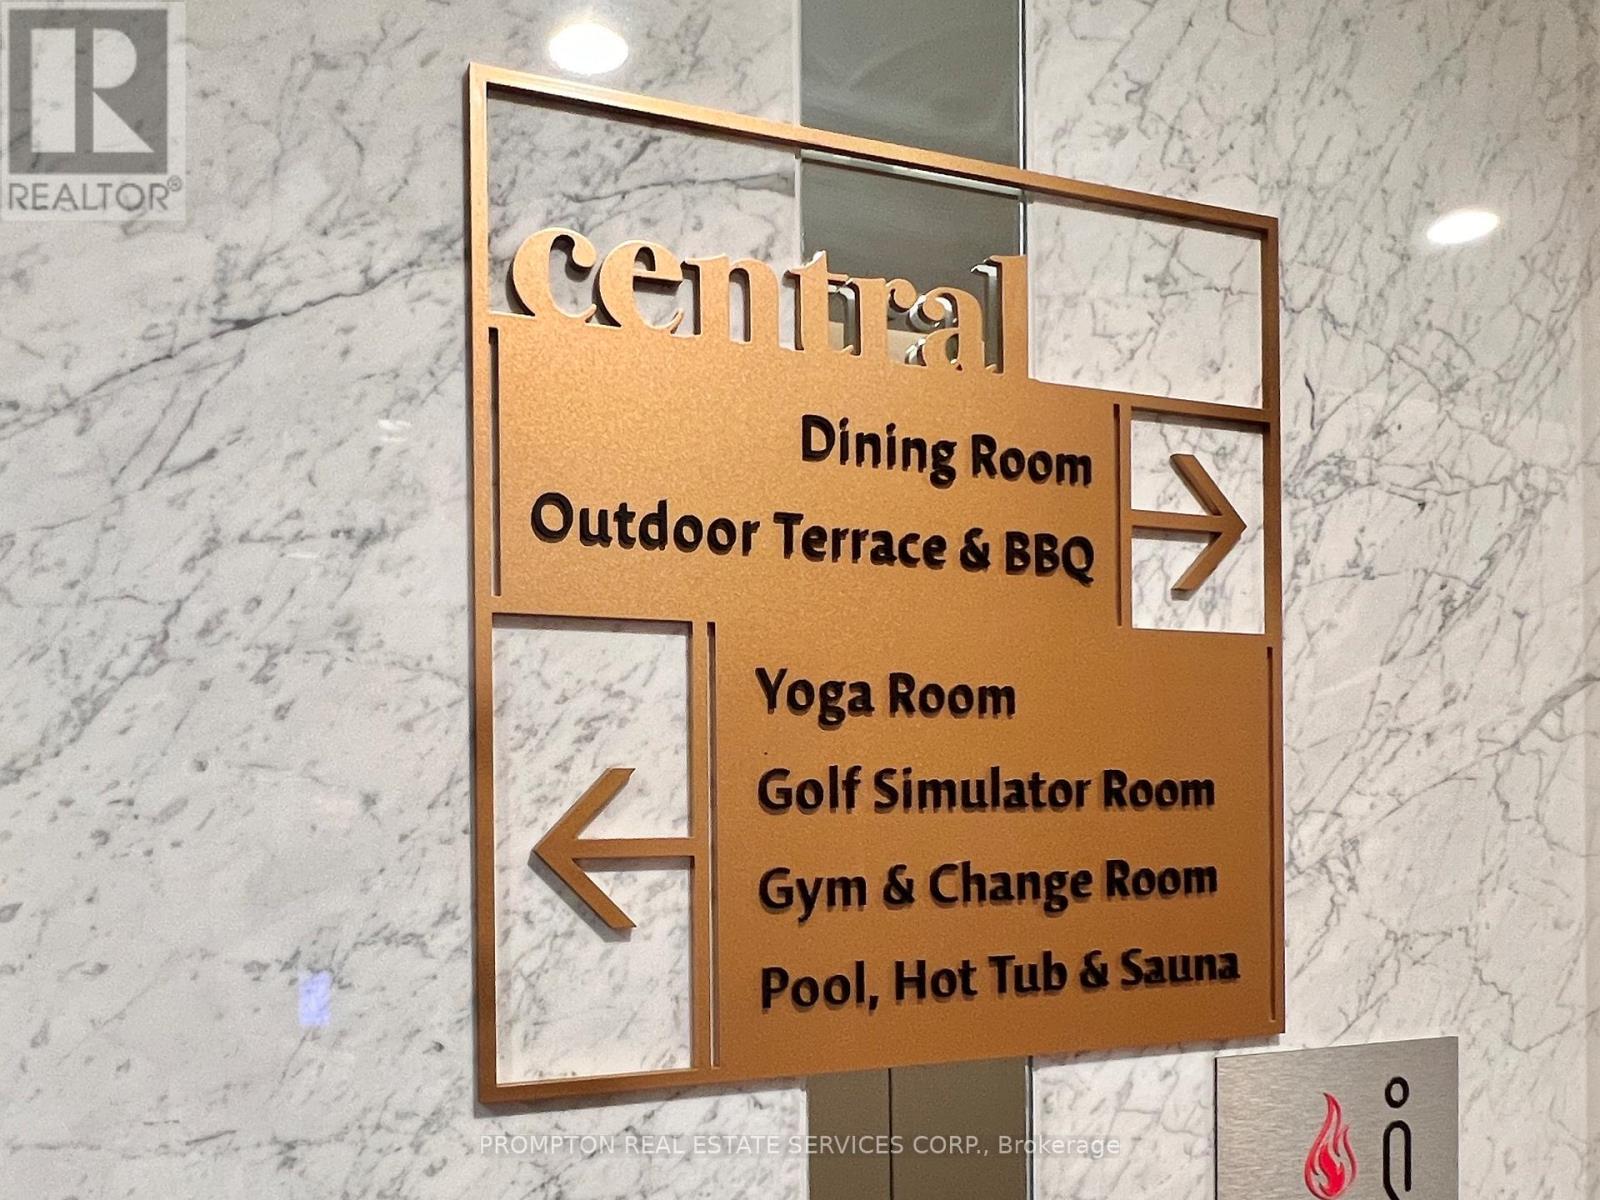 REALTOR®
central
Dining Room
Outdoor Terrace & BBQ
Yoga Room
Golf Simulator Room
Gym & Change Room
Pool, Hot Tub & Sauna
PROMPTON REAL ESTATE SERVICES CORP., Brokerage